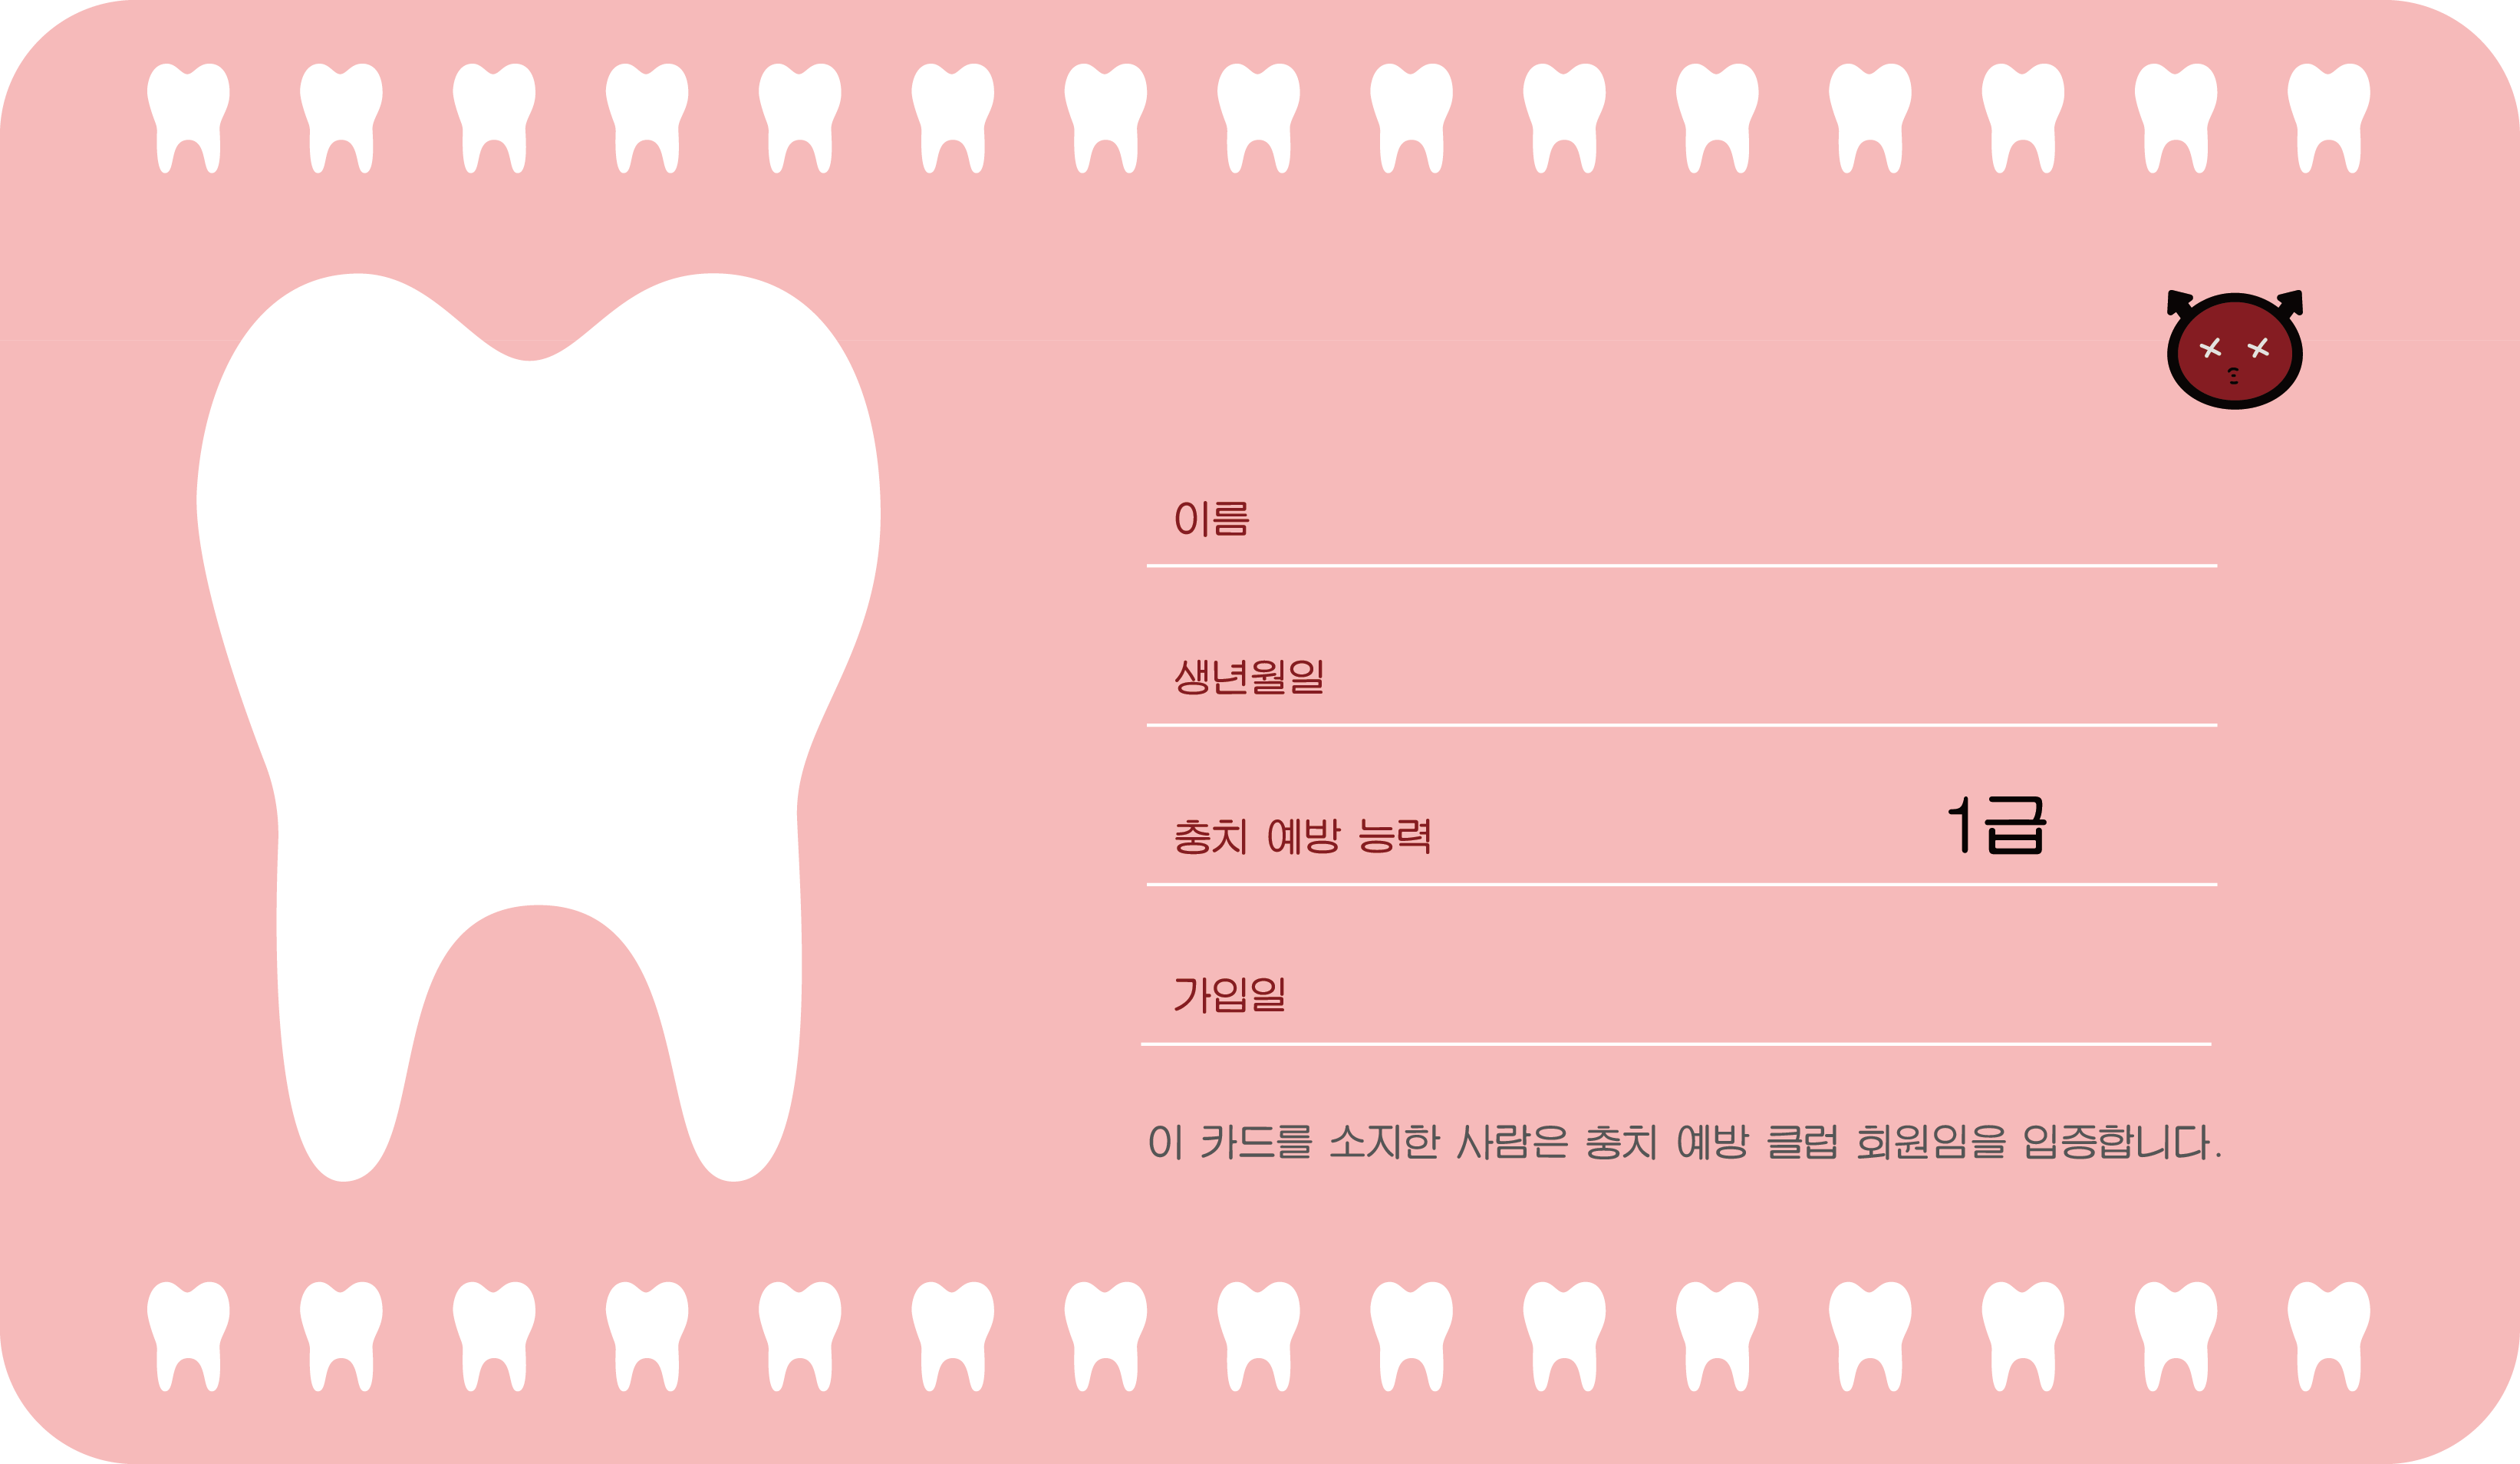 이름
생년월일
충치 예방 능력 1급
가입일
이 카드를 소지한 사람은 충치 예방 클럽 회원임을 입증합니다.